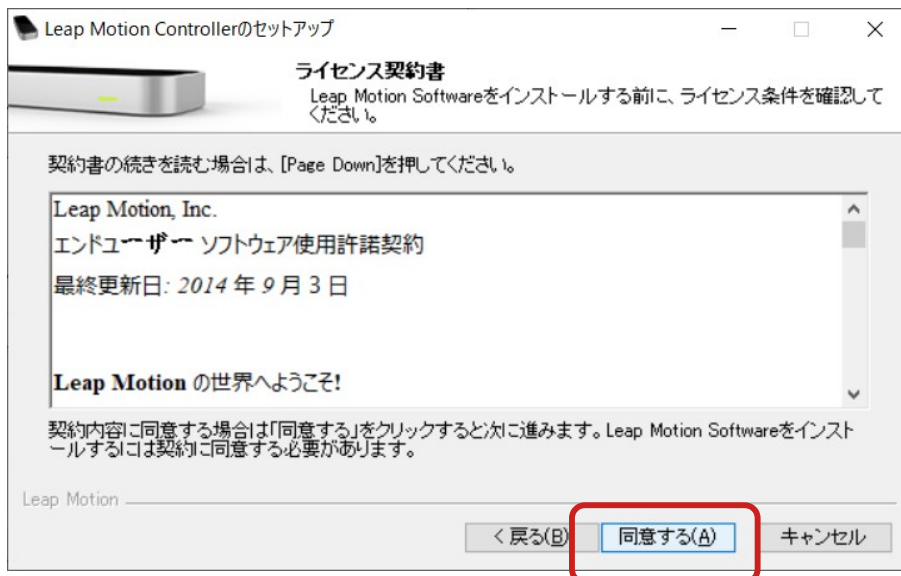 Leap Motion Controllerのセットアップ
ライセンス契約書
Leap Motion Softwareをインストールする前に、ライセンス条件を確認して
ください。
契約書の続きを読む場合は、[Page Down]を押してください。
Leap Motion, Inc.
エンドユーザー ソフトウェア使用許諾契約
最終更新日: 2014 年 9 月 3 日
Leap Motion の世界へようこそ!
契約内容に同意する場合は「同意する」をクリックすると次に進みます。Leap Motion Softwareをインスト
ールするには契約に同意する必要があります。
Leap Motion
< 戻る(B) 同意する(A) キャンセル